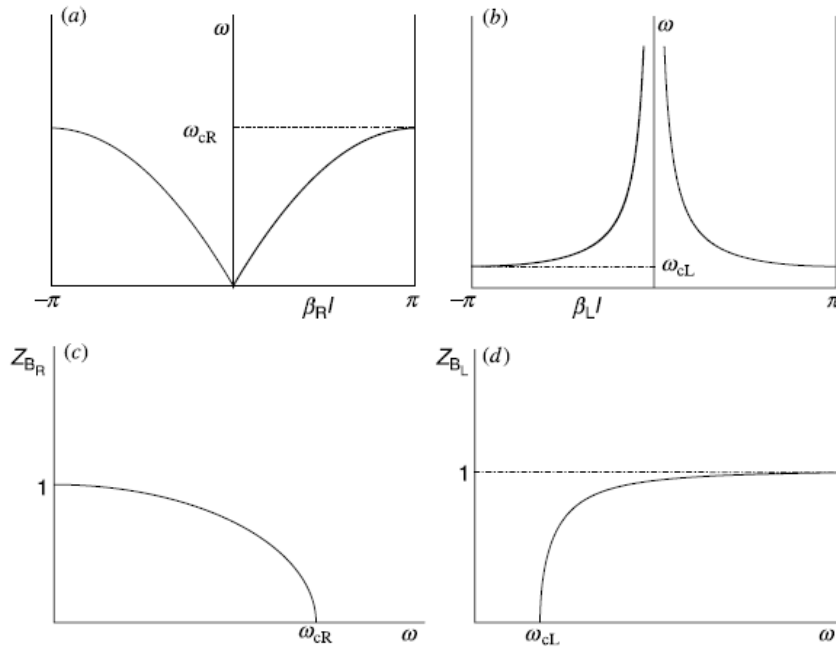 (a)
ω
ω_cR
−π
β_R l
π
(b)
ω
ω_cL
−π
β_L l
π
(c)
Z_B_R
1
ω_cR
ω
(d)
Z_B_L
1
ω_cL
ω